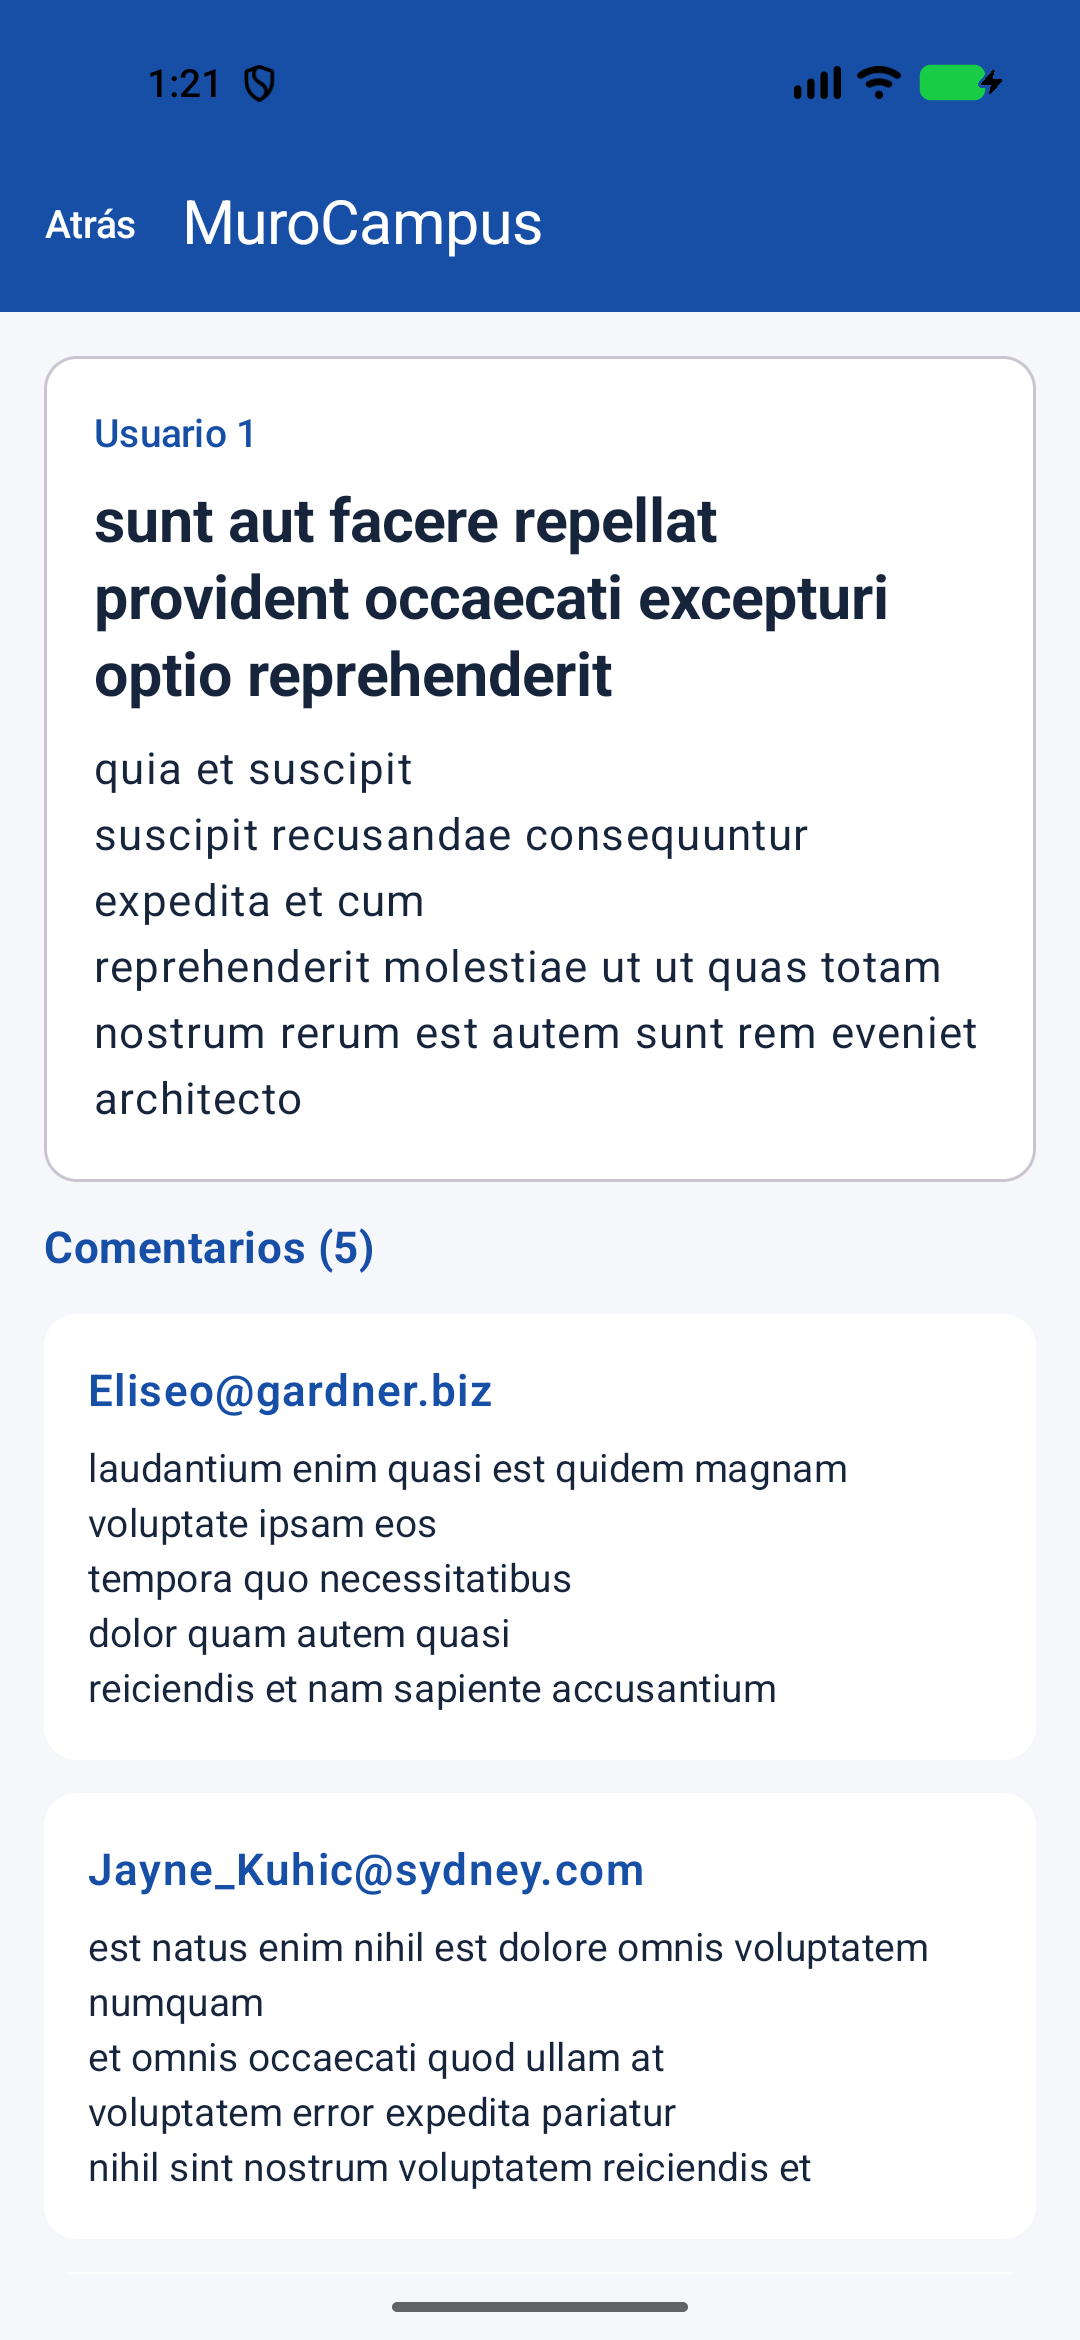 1:21
Atrás MuroCampus
Usuario 1
sunt aut facere repellat
provident occaecati excepturi
optio reprehenderit
quia et suscipit
suscipit recusandae consequuntur
expedita et cum
reprehenderit molestiae ut ut quas totam
nostrum rerum est autem sunt rem eveniet
architecto
Comentarios (5)
Eliseo@gardner.biz
laudantium enim quasi est quidem magnam
voluptate ipsam eos
tempora quo necessitatibus
dolor quam autem quasi
reiciendis et nam sapiente accusantium
Jayne_Kuhic@sydney.com
est natus enim nihil est dolore omnis voluptatem
numquam
et omnis occaecati quod ullam at
voluptatem error expedita pariatur
nihil sint nostrum voluptatem reiciendis et